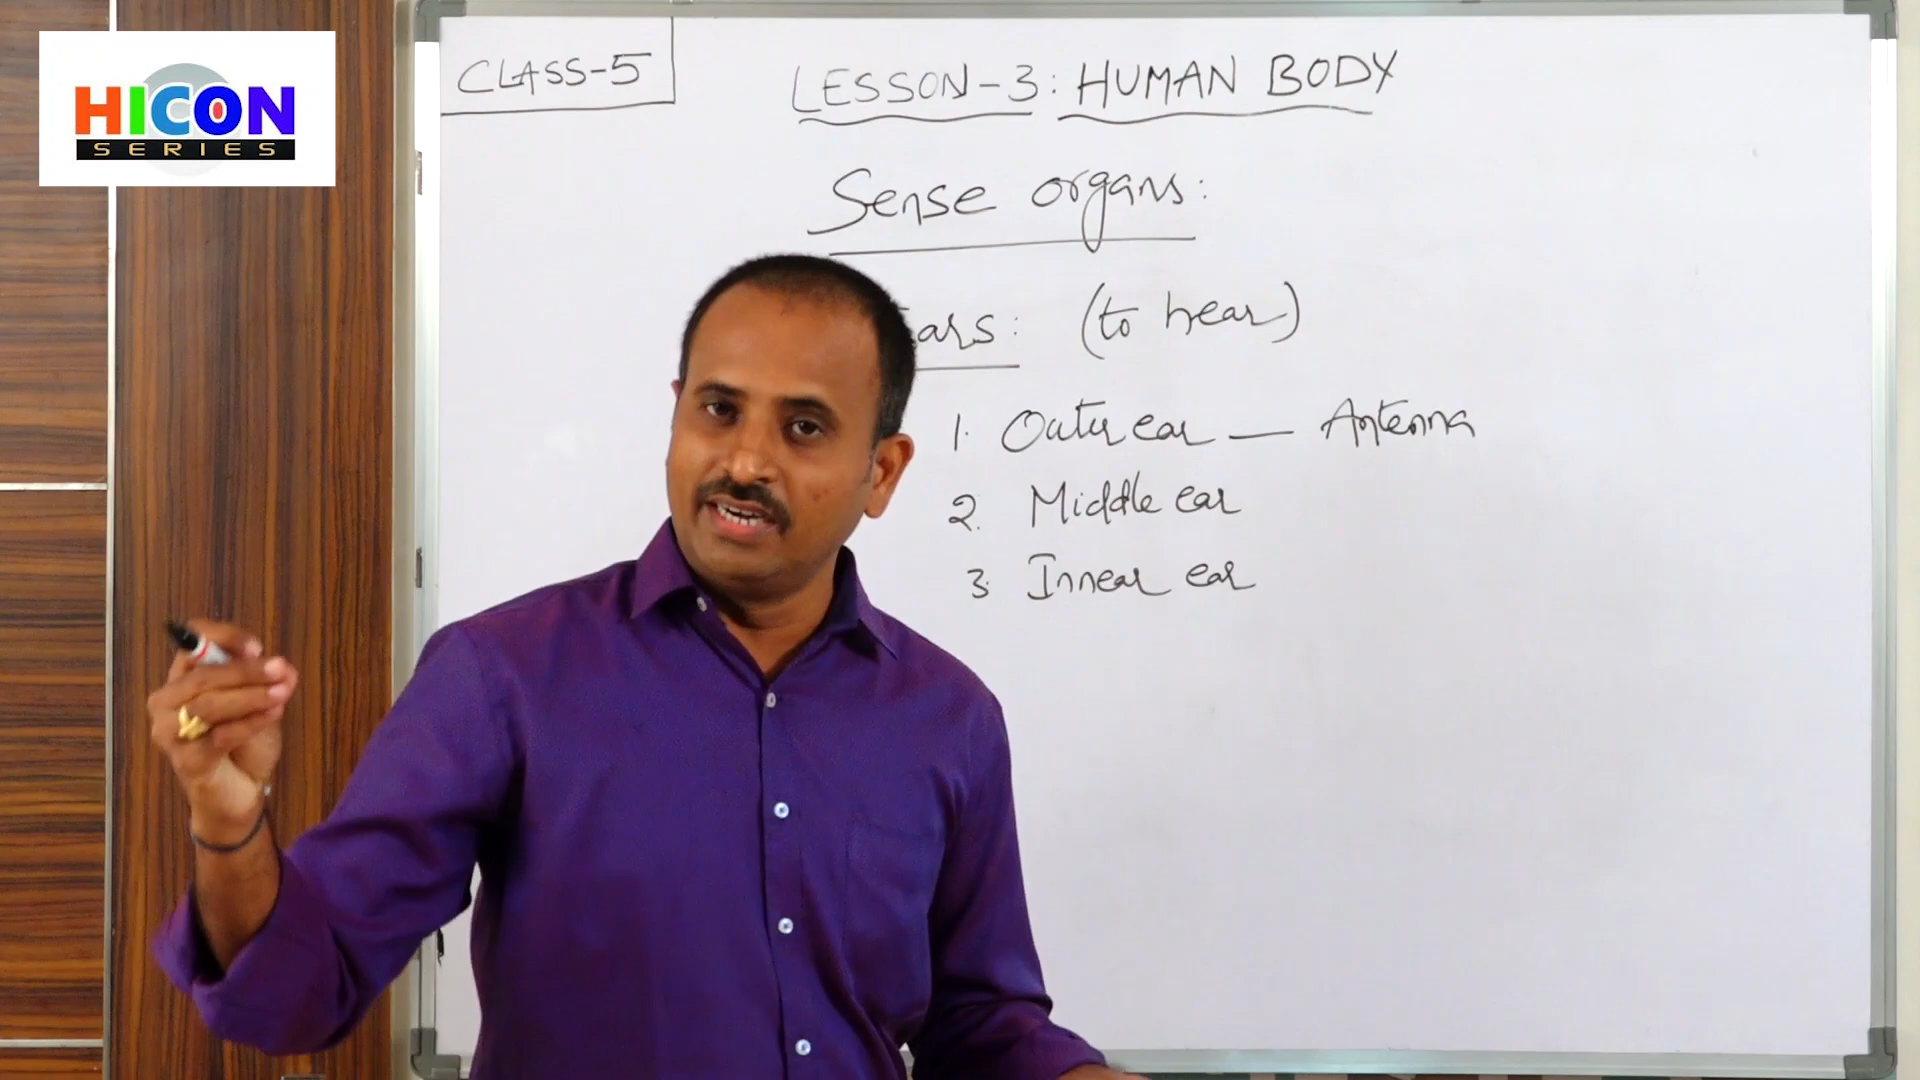 HICON
SERIES
CLASS-5
LESSON-3: HUMAN BODY
Sense organs:
ars: (to hear)
1. Outer ear — Antenna
2. Middle ear
3. Innear ear